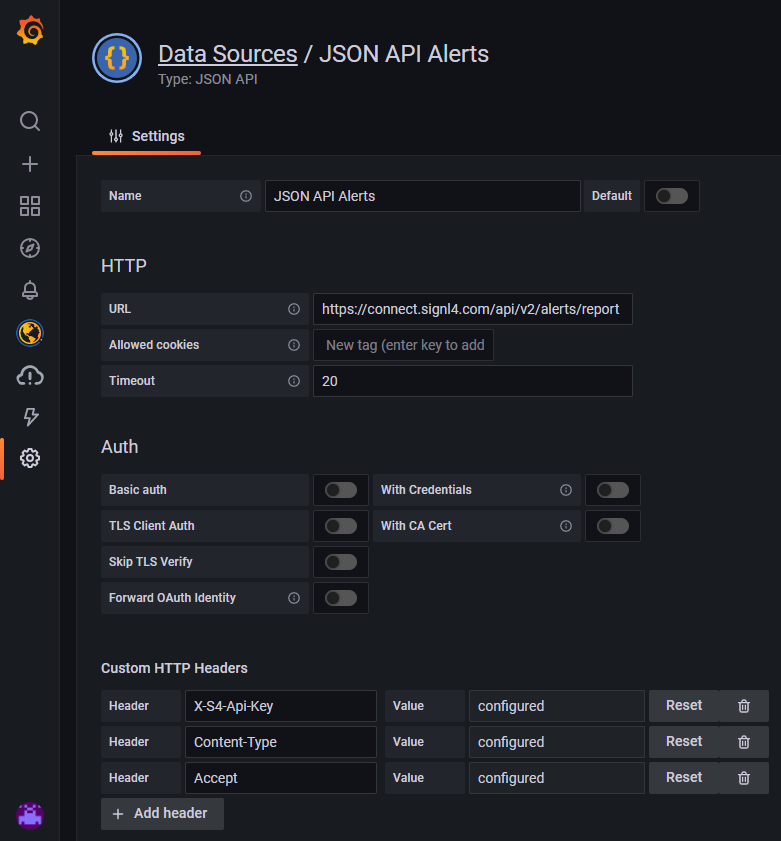 Data Sources / JSON API Alerts
Type: JSON API
Settings
Name JSON API Alerts Default
HTTP
URL https://connect.signl4.com/api/v2/alerts/report
Allowed cookies New tag (enter key to add
Timeout 20
Auth
Basic auth With Credentials
TLS Client Auth With CA Cert
Skip TLS Verify
Forward OAuth Identity
Custom HTTP Headers
Header X-S4-Api-Key Value configured Reset
Header Content-Type Value configured Reset
Header Accept Value configured Reset
+ Add header